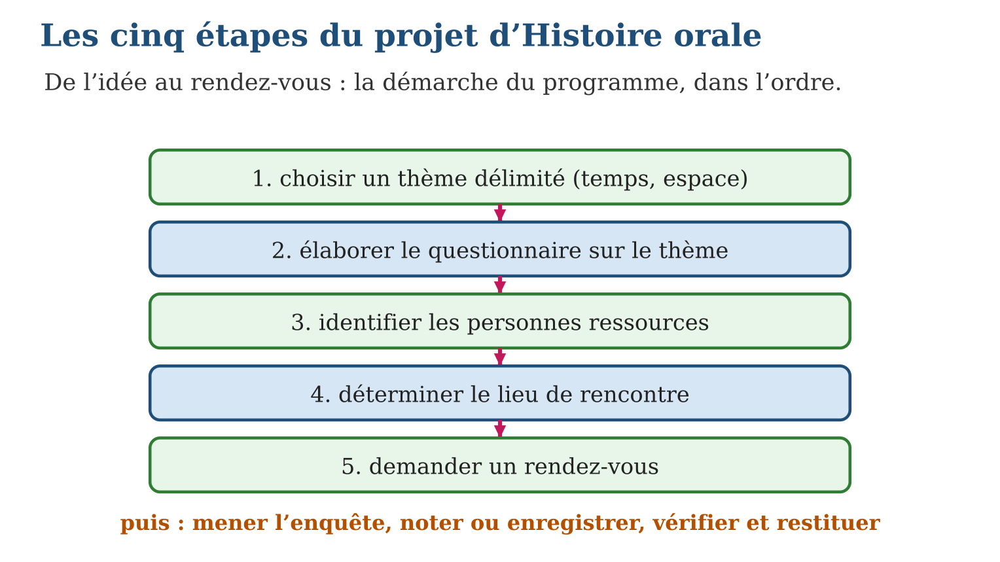 Les cinq étapes du projet d’Histoire orale
De l’idée au rendez-vous : la démarche du programme, dans l’ordre.
1. choisir un thème délimité (temps, espace)
2. élaborer le questionnaire sur le thème
3. identifier les personnes ressources
4. déterminer le lieu de rencontre
5. demander un rendez-vous
puis : mener l’enquête, noter ou enregistrer, vérifier et restituer